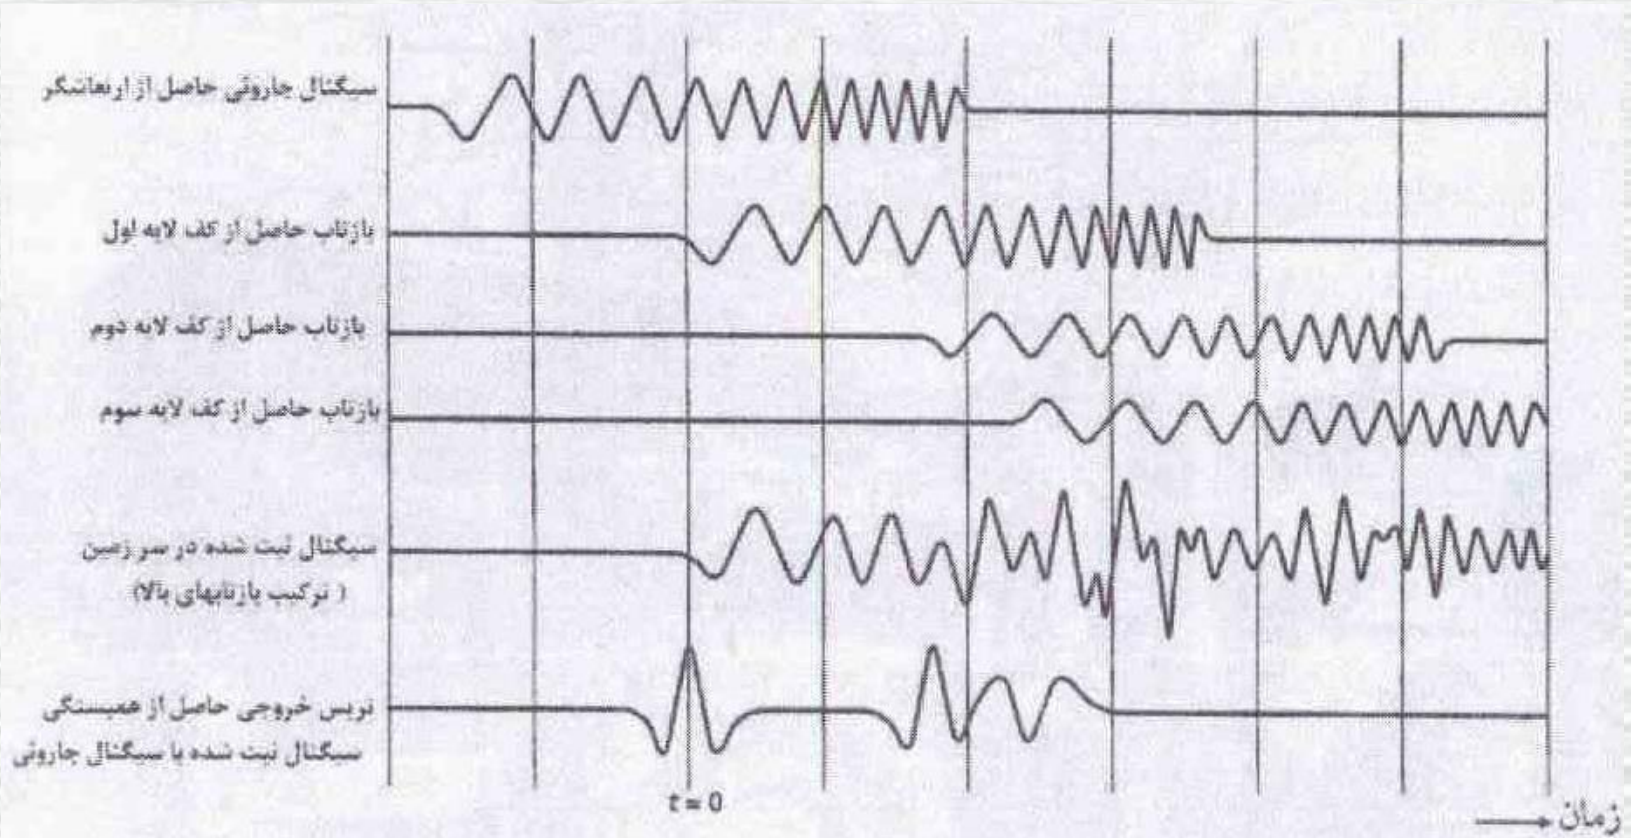 سیگنال جاروئی حاصل از ارتعاشگر
بازتاب حاصل از کف لایه اول
بازتاب حاصل از کف لایه دوم
بازتاب حاصل از کف لایه سوم
سیگنال ثبت شده در سر زمین
( ترکیب بازتابهای بالا)
تریس خروجی حاصل از همبستگی
سیگنال ثبت شده با سیگنال جاروئی
t = 0
زمان